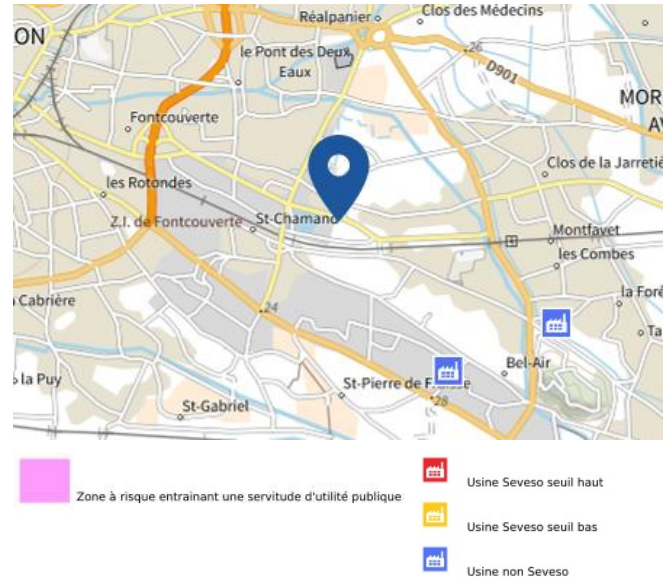 Réalpanier
Clos des Médecins
ON
le Pont des Deux
Eaux
26
D901
MOR
Fontcouverte
Clos de la Jarretiè
les Rotondes
Z.I. de Fontcouverte
St-Chamand
Montfavet
les Combes
Cabrière
24
la Forê
Ta
la Puy
Bel-Air
St-Pierre de
St-Gabriel
28
Zone à risque entrainant une servitude d'utilité publique
Usine Seveso seuil haut
Usine Seveso seuil bas
Usine non Seveso